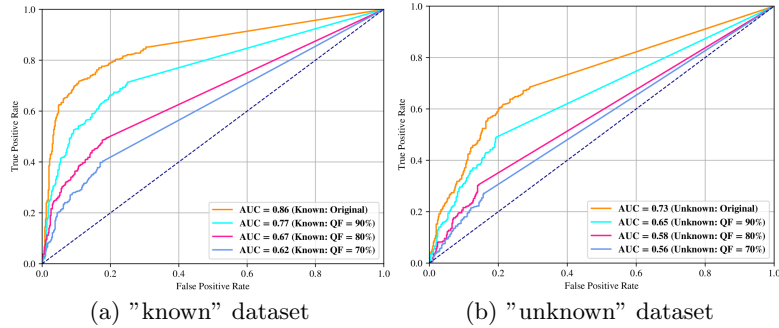 1.0
0.8
0.6
0.4
0.2
0.0
True Positive Rate
0.0 0.2 0.4 0.6 0.8 1.0
False Positive Rate
AUC = 0.86 (Known: Original)
AUC = 0.77 (Known: QF = 90%)
AUC = 0.67 (Known: QF = 80%)
AUC = 0.62 (Known: QF = 70%)
(a) "known" dataset
1.0
0.8
0.6
0.4
0.2
0.0
True Positive Rate
0.0 0.2 0.4 0.6 0.8 1.0
False Positive Rate
AUC = 0.73 (Unknown: Original)
AUC = 0.65 (Unknown: QF = 90%)
AUC = 0.58 (Unknown: QF = 80%)
AUC = 0.56 (Unknown: QF = 70%)
(b) "unknown" dataset